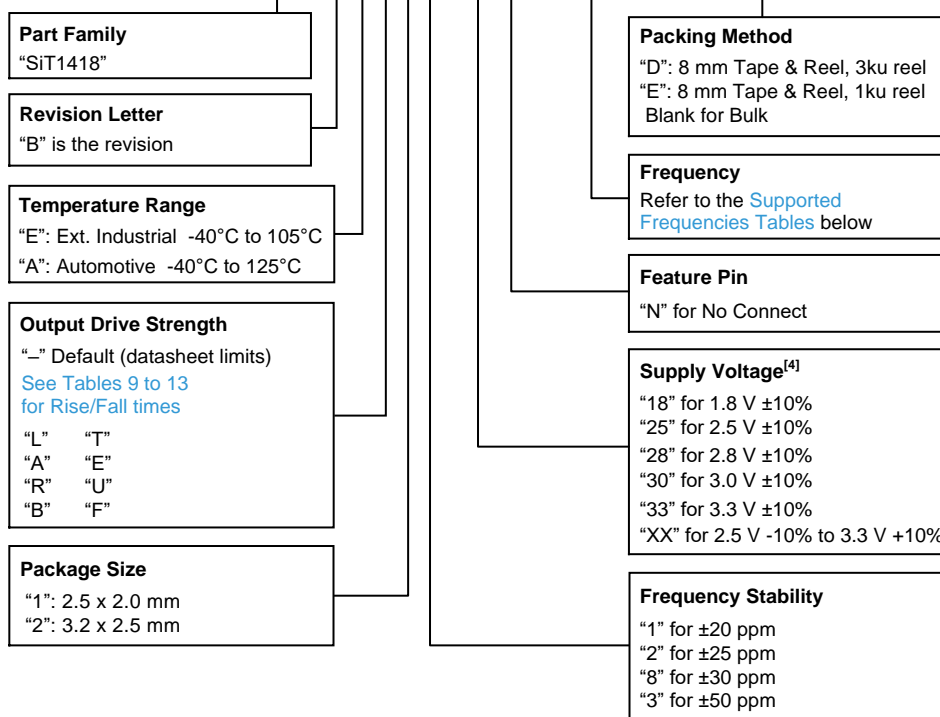 Part Family
“SiT1418”
Revision Letter
“B” is the revision
Temperature Range
“E”: Ext. Industrial -40°C to 105°C
“A”: Automotive -40°C to 125°C
Output Drive Strength
“–” Default (datasheet limits)
See Tables 9 to 13
for Rise/Fall times
“L” “T”
“A” “E”
“R” “U”
“B” “F”
Package Size
“1”: 2.5 x 2.0 mm
“2”: 3.2 x 2.5 mm
Packing Method
“D”: 8 mm Tape & Reel, 3ku reel
“E”: 8 mm Tape & Reel, 1ku reel
Blank for Bulk
Frequency
Refer to the Supported
Frequencies Tables below
Feature Pin
“N” for No Connect
Supply Voltage[4]
“18” for 1.8 V ±10%
“25” for 2.5 V ±10%
“28” for 2.8 V ±10%
“30” for 3.0 V ±10%
“33” for 3.3 V ±10%
“XX” for 2.5 V -10% to 3.3 V +10%
Frequency Stability
“1” for ±20 ppm
“2” for ±25 ppm
“8” for ±30 ppm
“3” for ±50 ppm